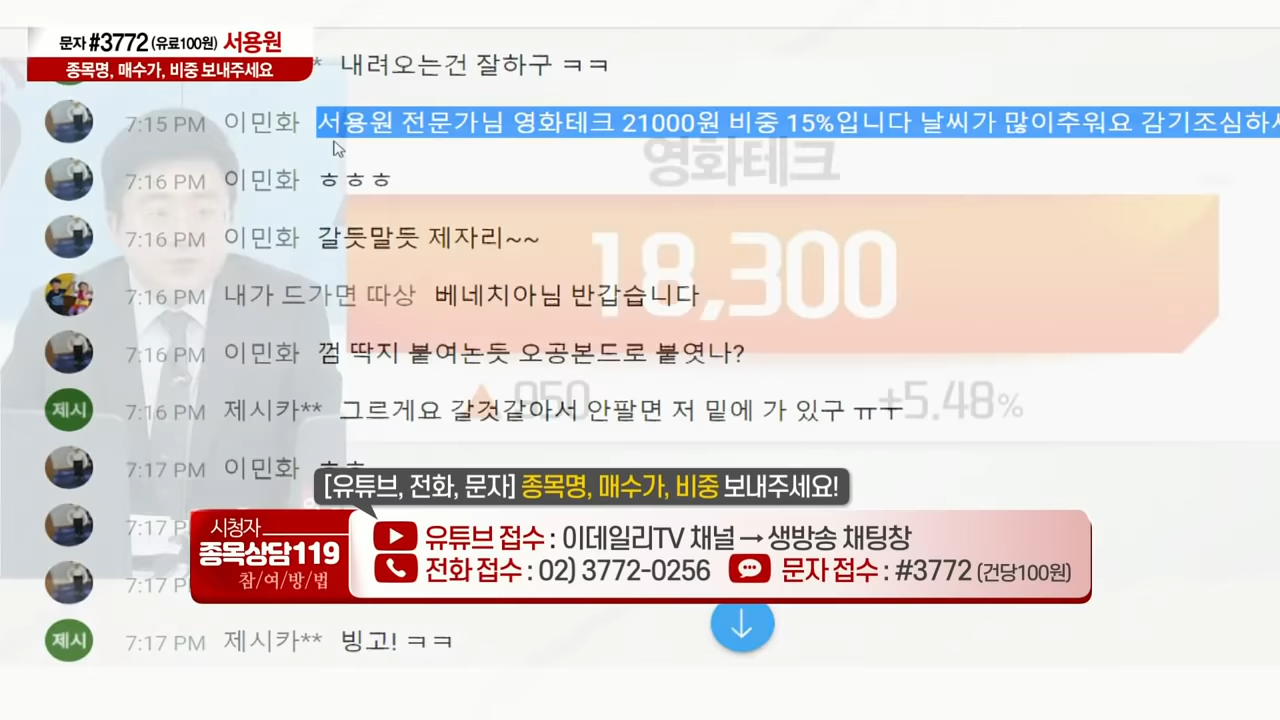 문자 #3772 (유료100원) 서용원
종목명, 매수가, 비중 보내주세요
* 내려오는건 잘하구 ㅋㅋ
7:15 PM 이민화 서용원 전문가님 영화테크 21000원 비중 15%입니다 날씨가 많이추워요 감기조심하
영화테크
7:16 PM 이민화 ㅎㅎㅎ
7:16 PM 이민화 갈듯말듯 제자리~~
18,300
7:16 PM 내가 드가면 따상 베네치아님 반갑습니다
7:16 PM 이민화 껌 딱지 붙여논듯 오공본드로 붙엿나?
▲ 950 +5.48%
제시 7:16 PM 제시카** 그르게요 갈것같아서 안팔면 저 밑에 가 있구 ㅠㅜ
7:17 PM 이민화 ㅎㅎ
[유튜브, 전화, 문자] 종목명, 매수가, 비중 보내주세요!
7:17 P
시청자
종목상담119
참/여/방/법
유튜브 접수 : 이데일리TV 채널 → 생방송 채팅창
전화 접수 : 02) 3772-0256 문자 접수 : #3772 (건당100원)
7:17 P
제시 7:17 PM 제시카** 빙고! ㅋㅋ